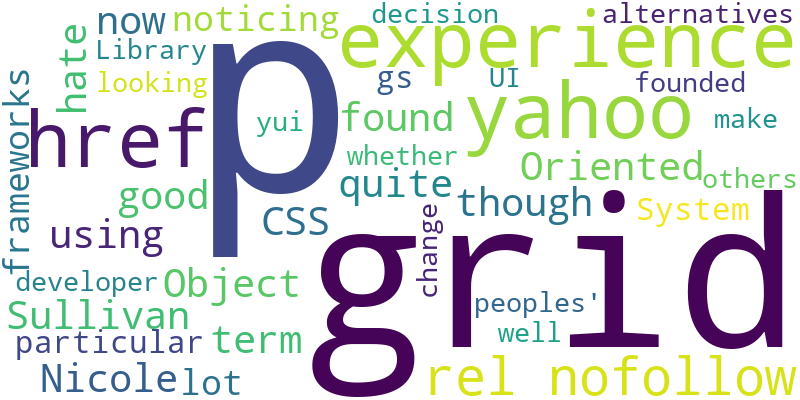 now noticing decision alternatives
Library experience
hate looking gs UI founded
frameworks href p yui found yahoo make
whether
good quite Oriented others
using CSS though System
change grid
developer Object peoples'
Sullivan well
particular term
Nicole lot rel nofollow